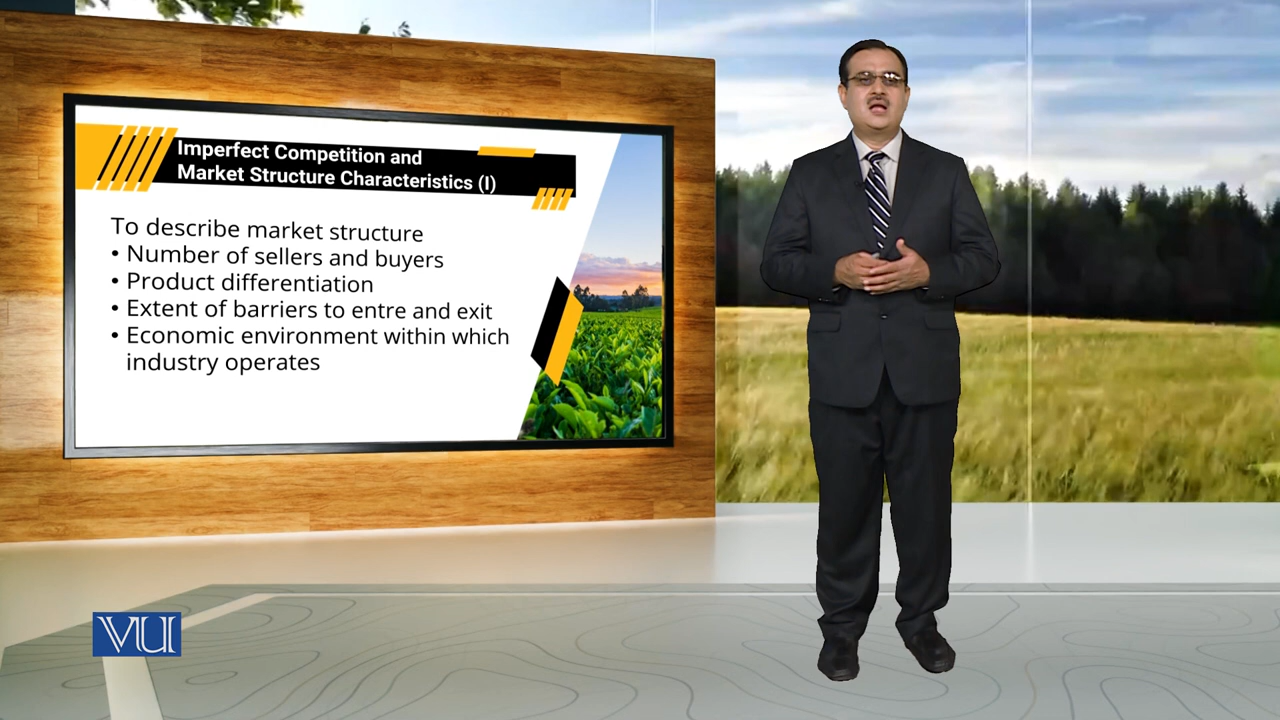 Imperfect Competition and
Market Structure Characteristics (I)
To describe market structure
• Number of sellers and buyers
• Product differentiation
• Extent of barriers to entre and exit
• Economic environment within which
industry operates
VU